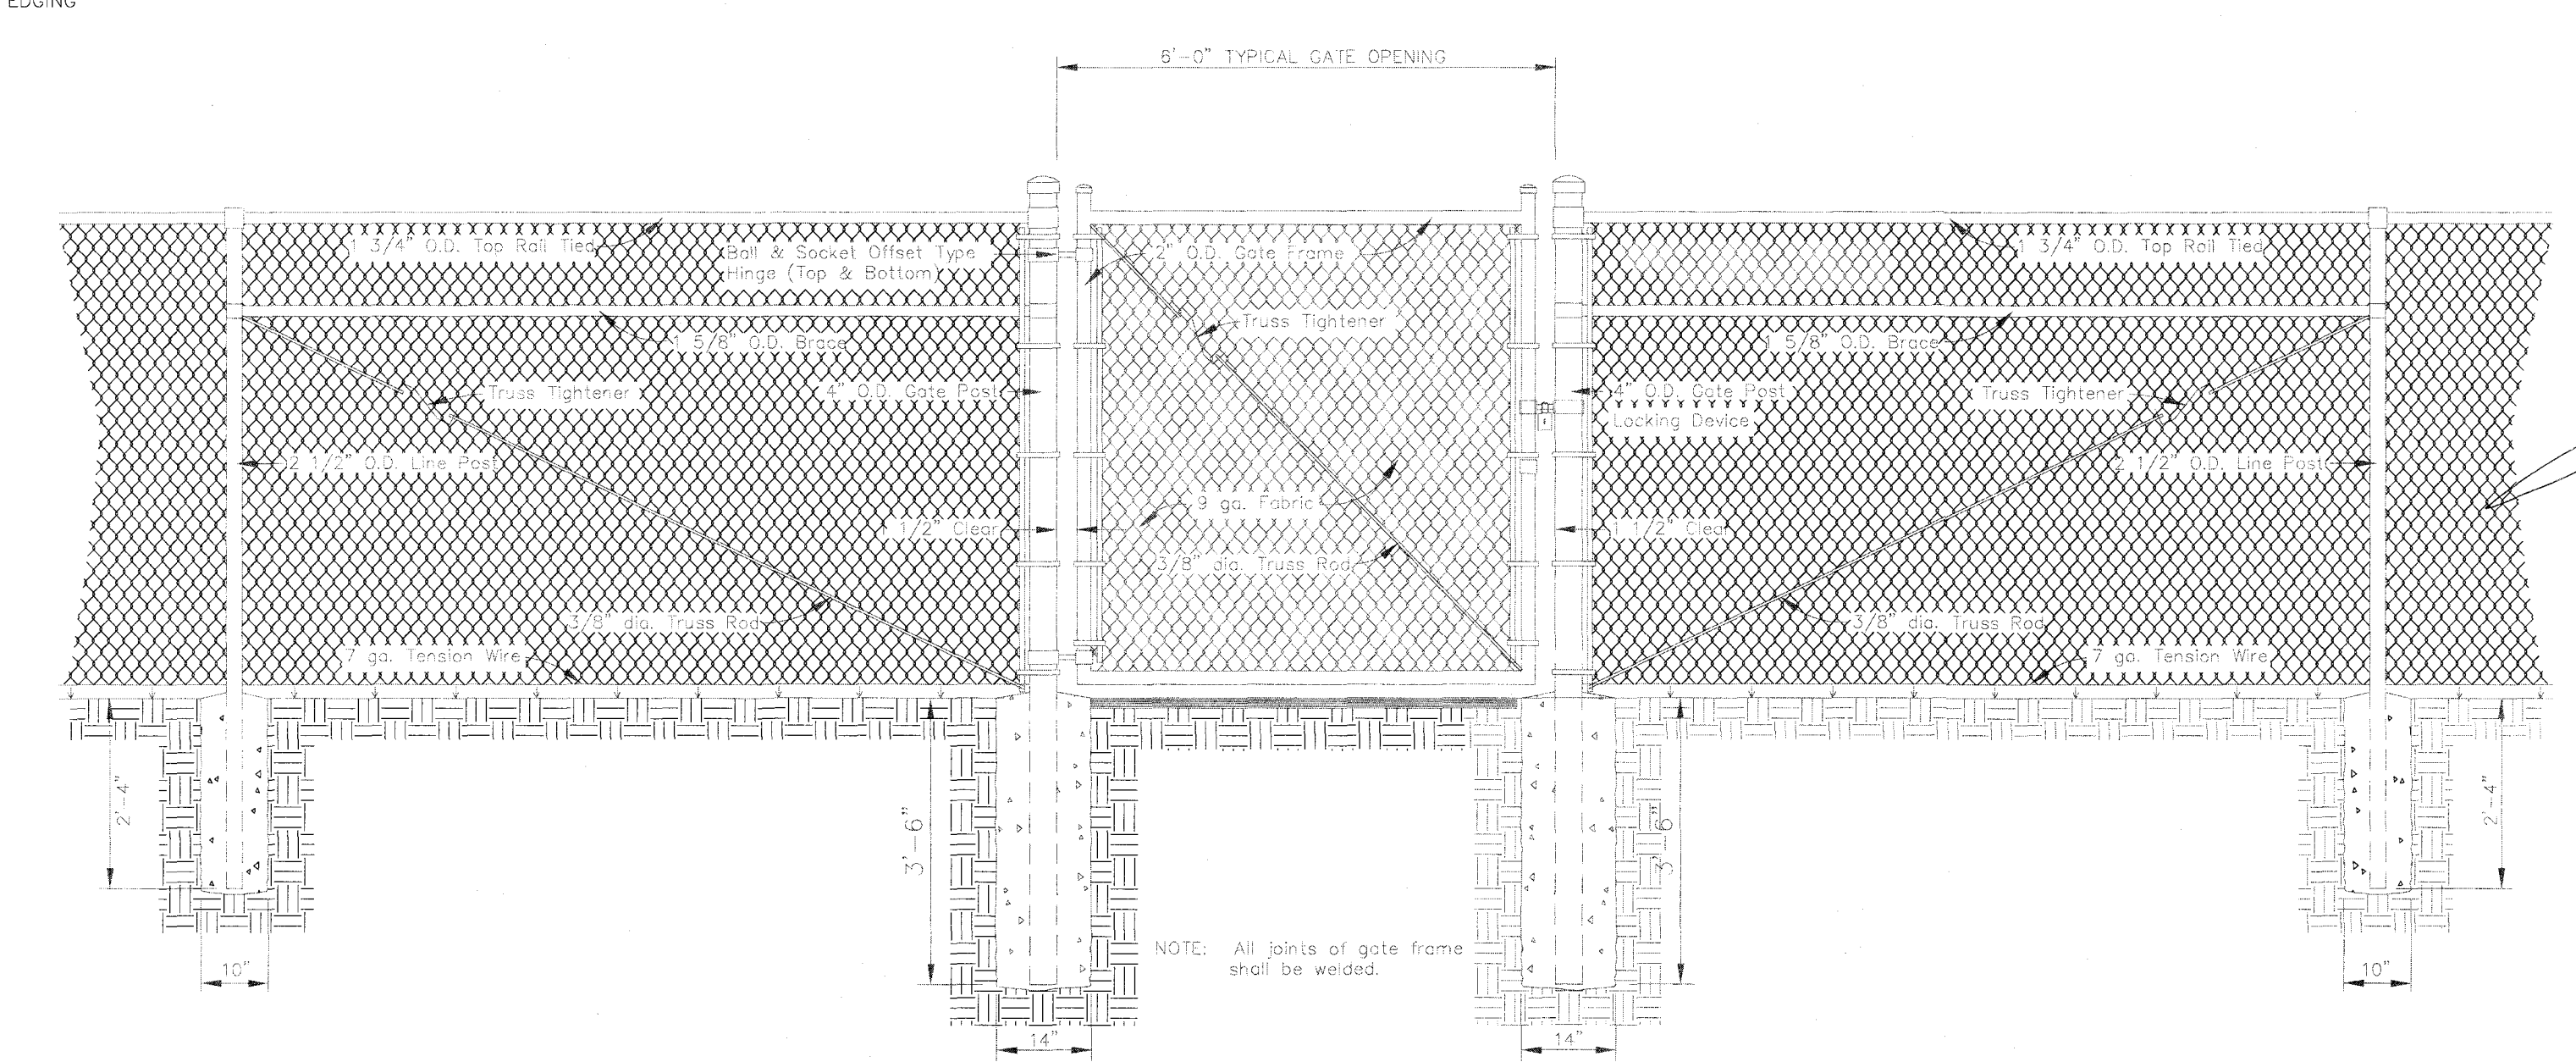 EDGING
6'-0" TYPICAL GATE OPENING
1 3/4" O.D. Top Rail Tied
Ball & Socket Offset Type
Hinge (Top & Bottom)
2" O.D. Gate Frame
1 3/4" O.D. Top Rail Tied
Truss Tightener
1 5/8" O.D. Brace
1 5/8" O.D. Brace
Truss Tightener
4" O.D. Gate Post
4" O.D. Gate Post
Locking Device
Truss Tightener
2 1/2" O.D. Line Post
2 1/2" O.D. Line Post
9 ga. Fabric
1 1/2" Clear
1 1/2" Clear
3/8" dia. Truss Rod
3/8" dia. Truss Rod
3/8" dia. Truss Rod
7 ga. Tension Wire
7 ga. Tension Wire
2'-4"
3'-6"
3'-6"
2'-4"
NOTE: All joints of gate frame
shall be welded.
10"
14"
14"
10"